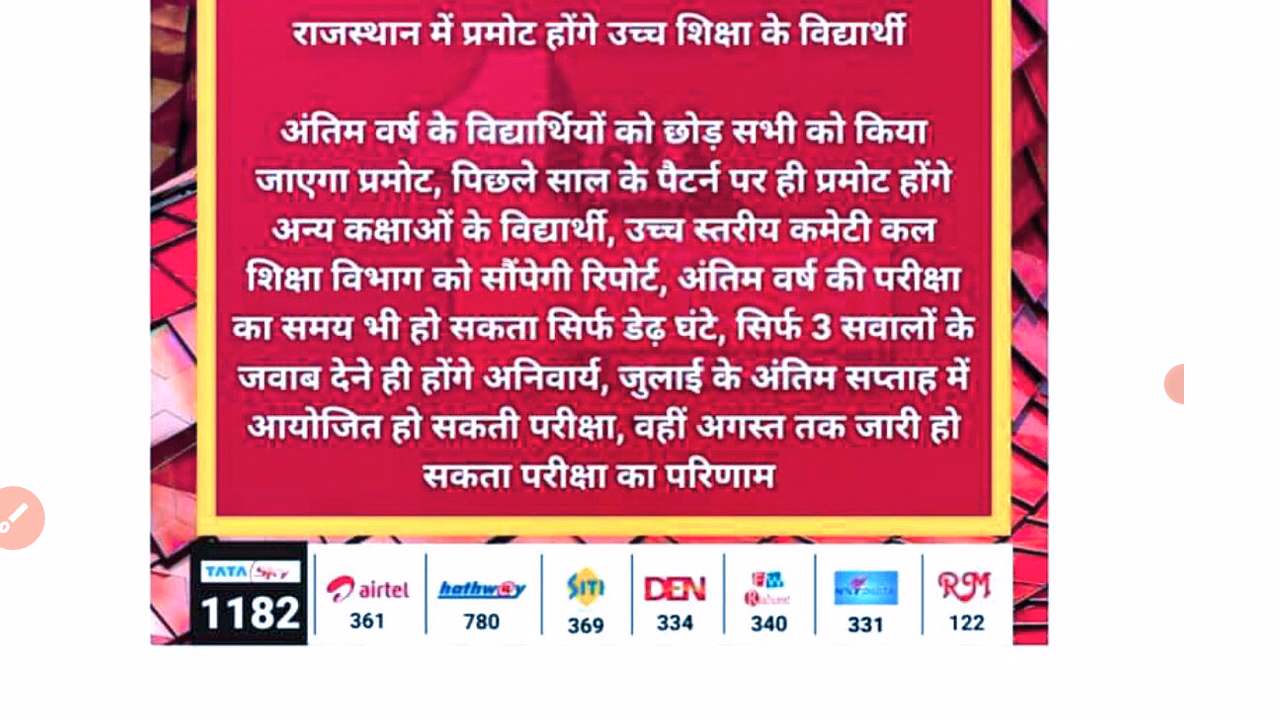 राजस्थान में प्रमोट होंगे उच्च शिक्षा के विद्यार्थी
अंतिम वर्ष के विद्यार्थियों को छोड़ सभी को किया
जाएगा प्रमोट, पिछले साल के पैटर्न पर ही प्रमोट होंगे
अन्य कक्षाओं के विद्यार्थी, उच्च स्तरीय कमेटी कल
शिक्षा विभाग को सौंपेगी रिपोर्ट, अंतिम वर्ष की परीक्षा
का समय भी हो सकता सिर्फ डेढ़ घंटे, सिर्फ 3 सवालों के
जवाब देने ही होंगे अनिवार्य, जुलाई के अंतिम सप्ताह में
आयोजित हो सकती परीक्षा, वहीं अगस्त तक जारी हो
सकता परीक्षा का परिणाम
TATA Sky airtel hathway SITI DEN RM
1182 361 780 369 334 340 331 122